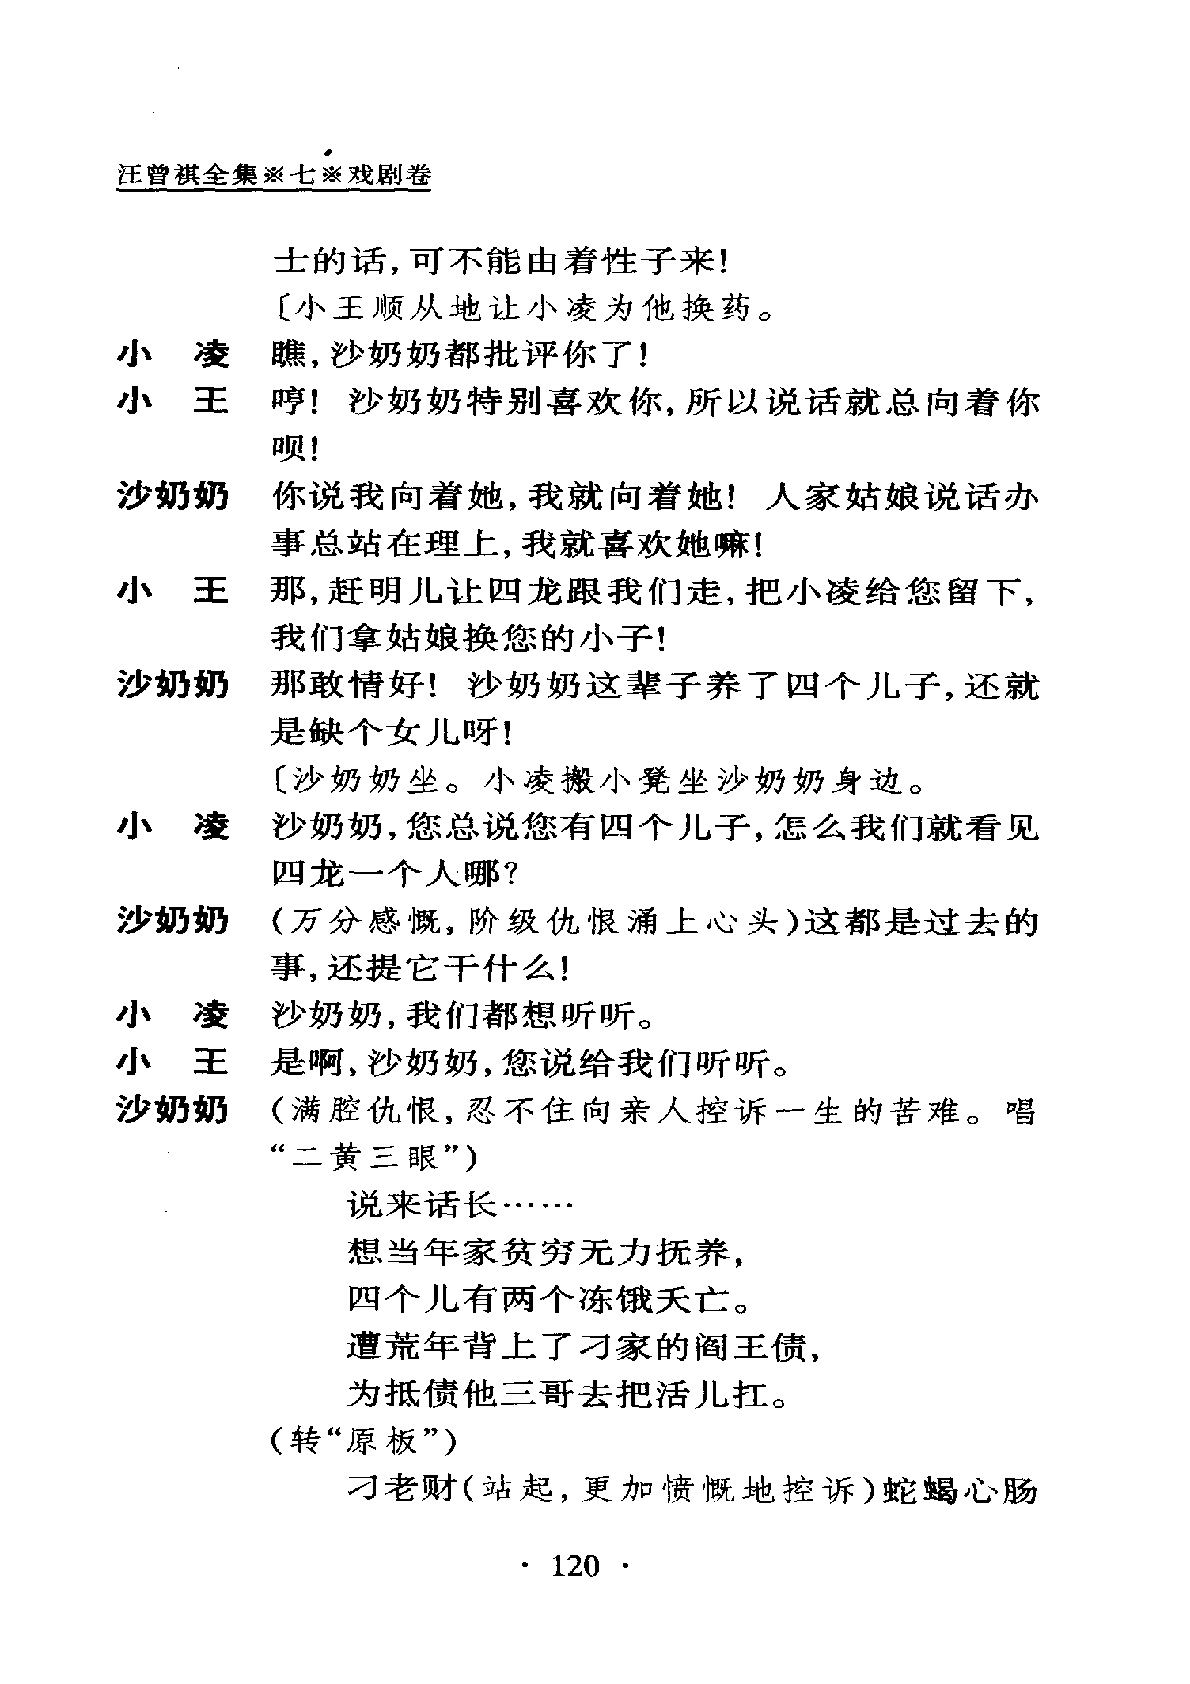 汪曾祺全集※七※戏剧卷
士的话,可不能由着性子来!
〔小王顺从地让小凌为他换药。
小 凌 瞧,沙奶奶都批评你了!
小 王 哼! 沙奶奶特别喜欢你,所以说话就总向着你
呗!
沙奶奶 你说我向着她,我就向着她! 人家姑娘说话办
事总站在理上,我就喜欢她嘛!
小 王 那,赶明儿让四龙跟我们走,把小凌给您留下,
我们拿姑娘换您的小子!
沙奶奶 那敢情好! 沙奶奶这辈子养了四个儿子,还就
是缺个女儿呀!
〔沙奶奶坐。小凌搬小凳坐沙奶奶身边。
小 凌 沙奶奶,您总说您有四个儿子,怎么我们就看见
四龙一个人哪?
沙奶奶 (万分感慨,阶级仇恨涌上心头)这都是过去的
事,还提它干什么!
小 凌 沙奶奶,我们都想听听。
小 王 是啊,沙奶奶,您说给我们听听。
沙奶奶 (满腔仇恨,忍不住向亲人控诉一生的苦难。唱
“二黄三眼”)
说来话长……
想当年家贫穷无力抚养,
四个儿有两个冻饿夭亡。
遭荒年背上了刁家的阎王债,
为抵债他三哥去把活儿扛。
(转“原板”)
刁老财(站起,更加愤慨地控诉)蛇蝎心肠
· 120 ·